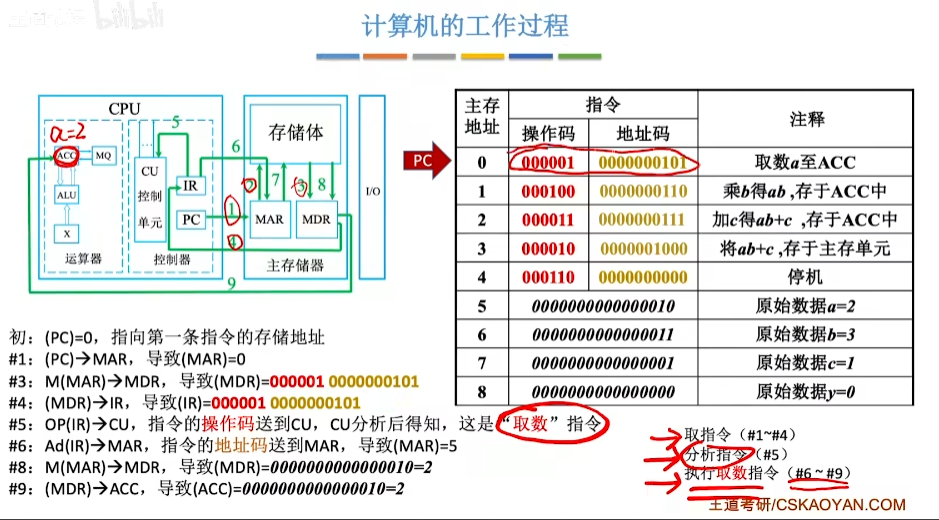 bilibili
计算机的工作过程
CPU
ACC
MQ
ALU
X
运算器
CU
控制
单元
IR
PC
控制器
存储体
MAR
MDR
主存储器
I/O
1
2
3
4
5
6
7
8
9
a=2
PC
主存地址 指令 注释
操作码 地址码
0 000001 0000000101 取数a至ACC
1 000100 0000000110 乘b得ab ,存于ACC中
2 000011 0000000111 加c得ab+c ,存于ACC中
3 000010 0000001000 将ab+c ,存于主存单元
4 000110 0000000000 停机
5 0000000000000010 原始数据a=2
6 0000000000000011 原始数据b=3
7 0000000000000001 原始数据c=1
8 0000000000000000 原始数据y=0
初：(PC)=0，指向第一条指令的存储地址
#1：(PC)→MAR，导致(MAR)=0
#3：M(MAR)→MDR，导致(MDR)=000001 0000000101
#4：(MDR)→IR，导致(IR)=000001 0000000101
#5：OP(IR)→CU，指令的操作码送到CU，CU分析后得知，这是“取数”指令
#6：Ad(IR)→MAR，指令的地址码送到MAR，导致(MAR)=5
#8：M(MAR)→MDR，导致(MDR)=0000000000000010=2
#9：(MDR)→ACC，导致(ACC)=0000000000000010=2
取指令（#1~#4）
分析指令（#5）
执行取数指令（#6 ~ #9）
王道考研/CSKAOYAN.COM